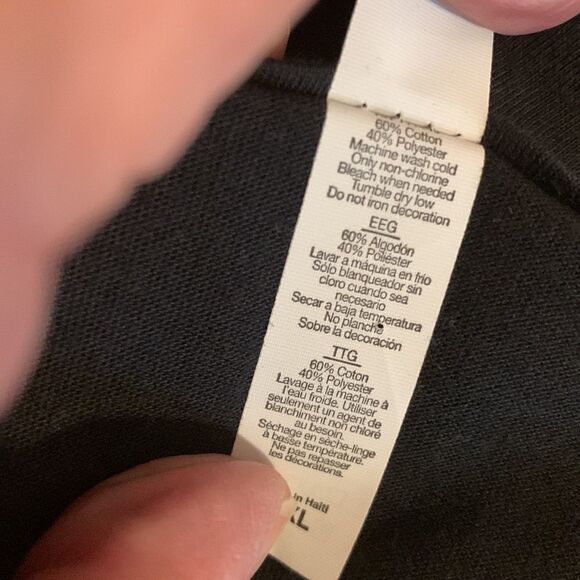 60% Cotton
40% Polyester
Machine wash cold
Only non-chlorine
Bleach when needed
Tumble dry low
Do not iron decoration
EEG
60% Algodón
40% Poliéster
Lavar a máquina en frio
Sólo blanqueador sin
cloro cuando sea
necesario
Secar a baja temperatura
No planche
Sobre la decoración
TTG
60% Coton
40% Polyester
Lavage à la machine à
l'eau froide. Utiliser
seulement un agent de
blanchiment non chloré
au besoin.
Séchage en sèche-linge
à basse température.
Ne pas repasser
les décorations.
in Haiti
XL